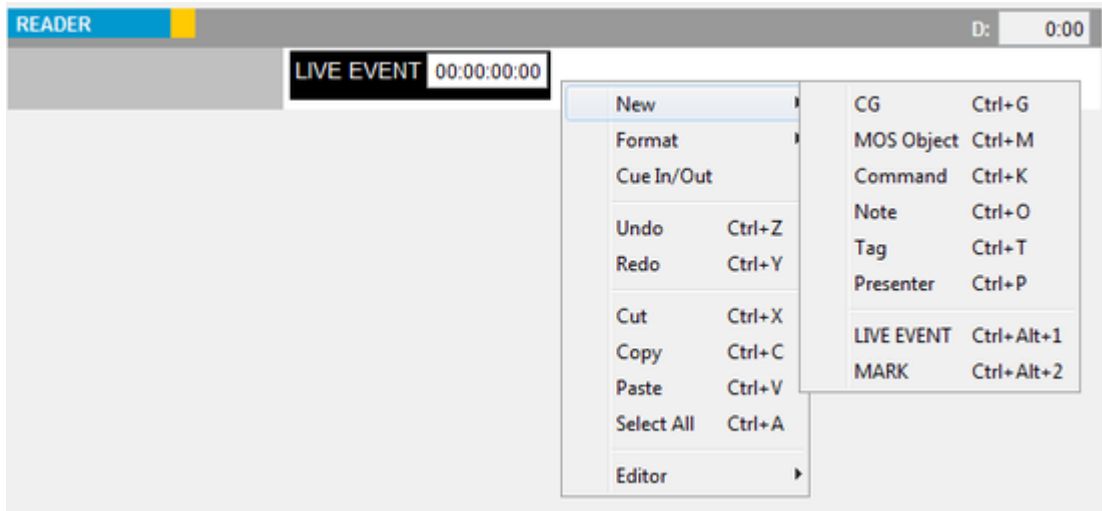 READER D: 0:00
LIVE EVENT 00:00:00:00
New
Format
Cue In/Out
Undo Ctrl+Z
Redo Ctrl+Y
Cut Ctrl+X
Copy Ctrl+C
Paste Ctrl+V
Select All Ctrl+A
Editor
CG Ctrl+G
MOS Object Ctrl+M
Command Ctrl+K
Note Ctrl+O
Tag Ctrl+T
Presenter Ctrl+P
LIVE EVENT Ctrl+Alt+1
MARK Ctrl+Alt+2